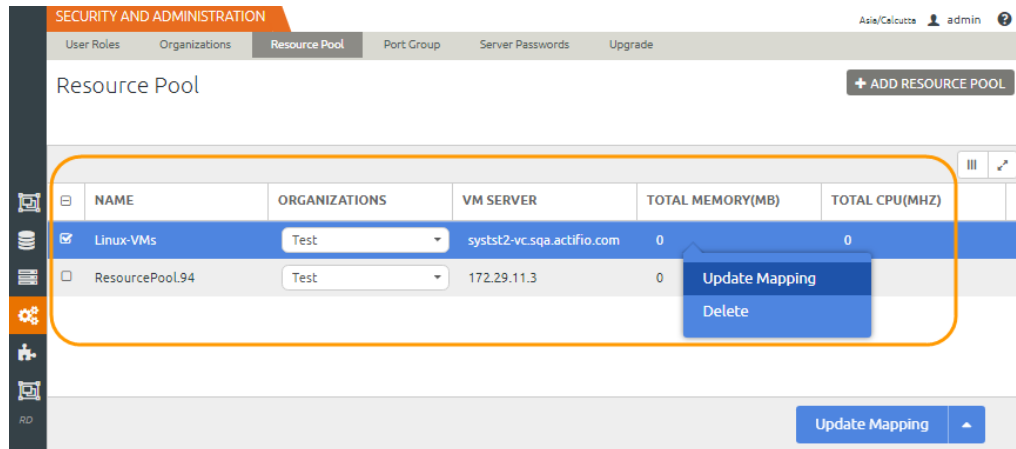 SECURITY AND ADMINISTRATION
Asia/Calcutta admin ?
User Roles Organizations Resource Pool Port Group Server Passwords Upgrade
Resource Pool
+ ADD RESOURCE POOL
NAME ORGANIZATIONS VM SERVER TOTAL MEMORY(MB) TOTAL CPU(MHZ)
Linux-VMs Test systst2-vc.sqa.actifio.com 0 0
ResourcePool.94 Test 172.29.11.3 0
Update Mapping
Delete
RD
Update Mapping